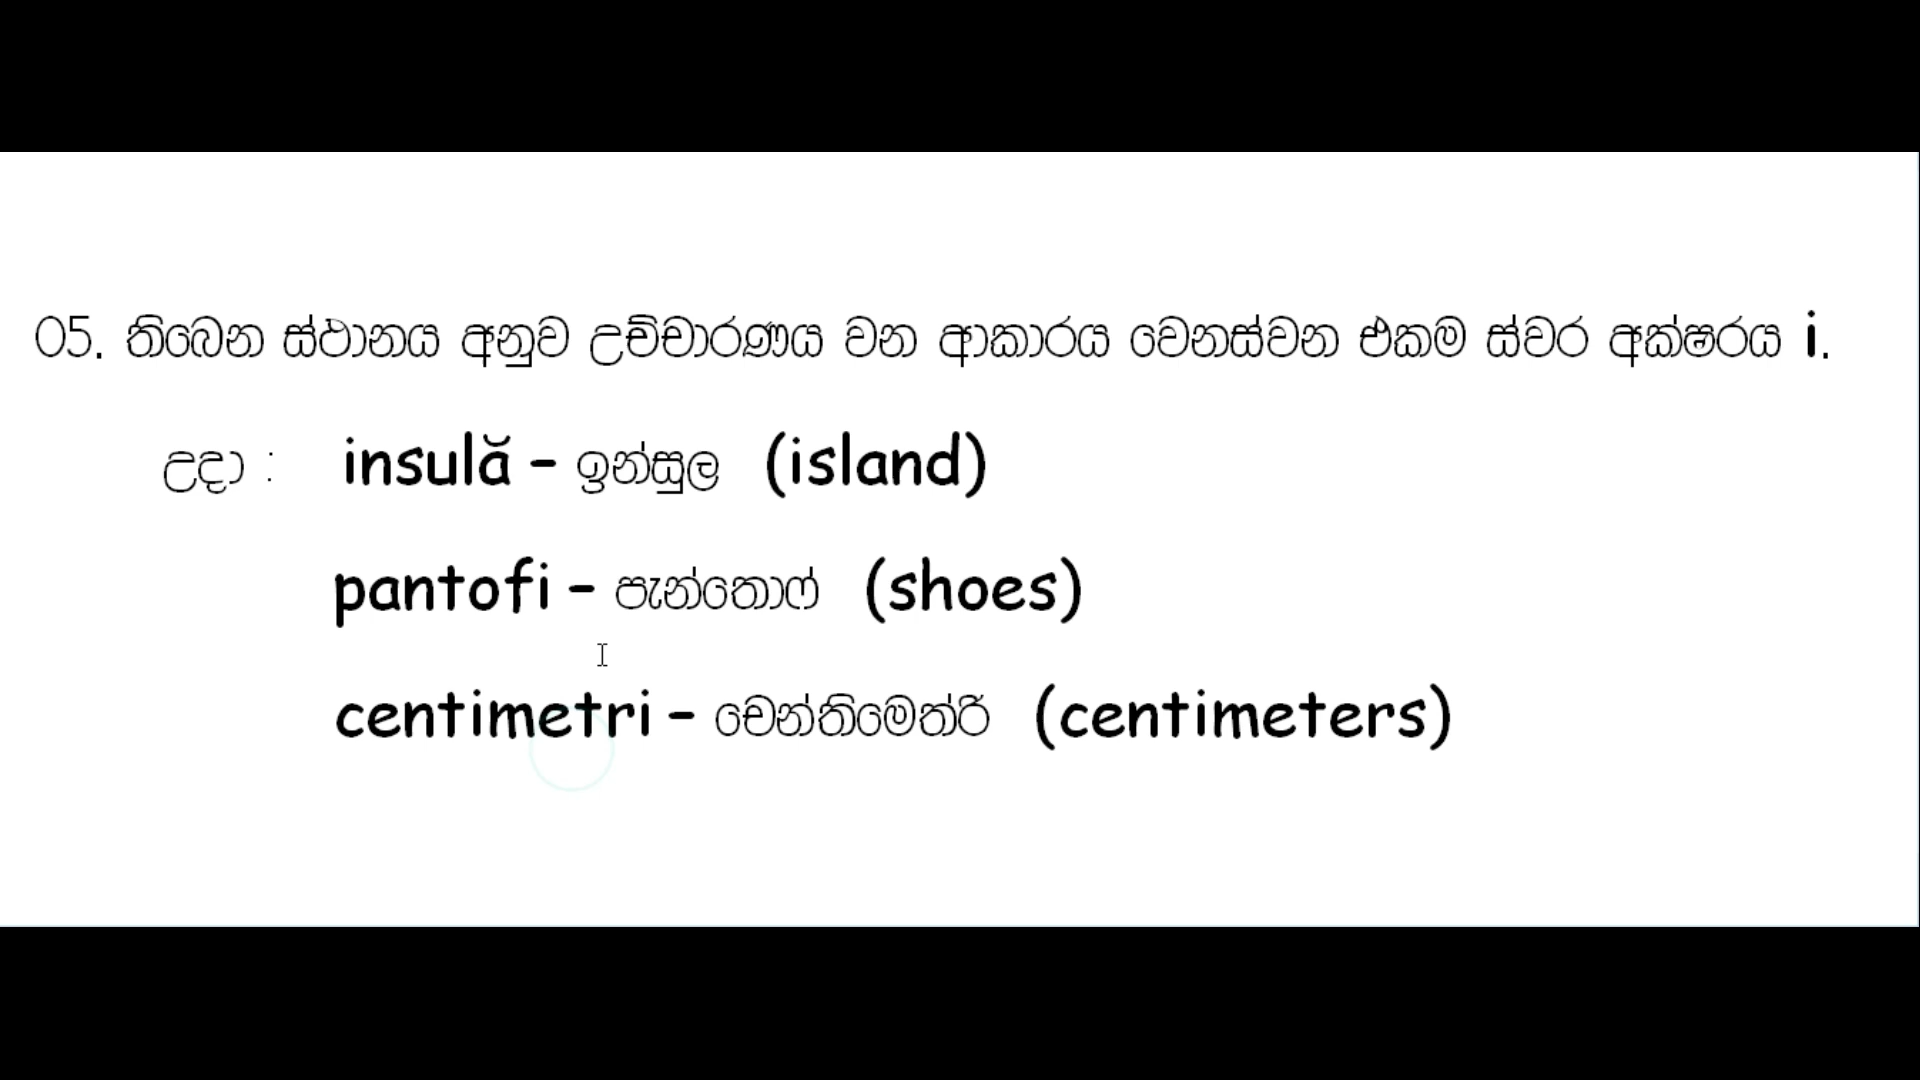 05. තිබෙන ස්ථානය අනුව උච්චාරණය වන ආකාරය වෙනස්වන එකම ස්වර අක්ෂරය i.
උදා : insulă – ඉන්සුල (island)
pantofi – පැන්තොෆ් (shoes)
centimetri – චෙන්තිමෙත්රි (centimeters)